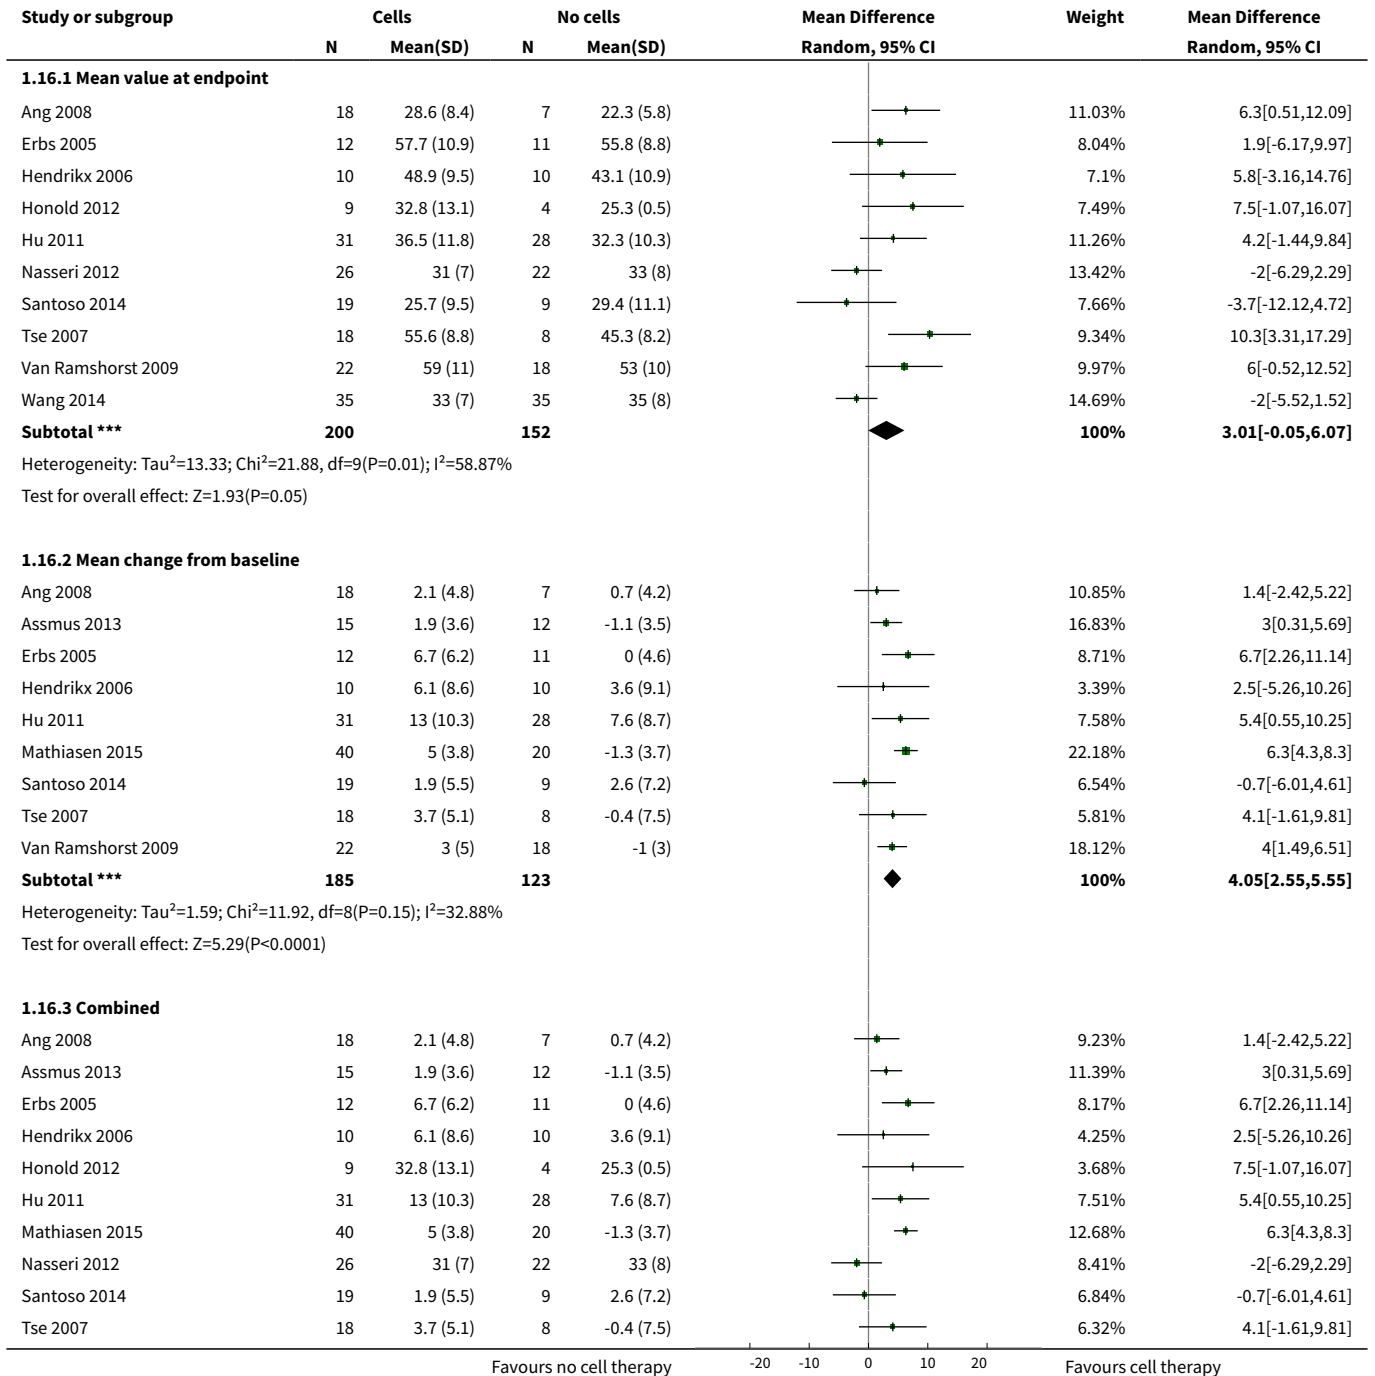 Study or subgroup Cells No cells Mean Difference Weight Mean Difference
N Mean(SD) N Mean(SD) Random, 95% CI Random, 95% CI
1.16.1 Mean value at endpoint
Ang 2008 18 28.6 (8.4) 7 22.3 (5.8) 11.03% 6.3[0.51,12.09]
Erbs 2005 12 57.7 (10.9) 11 55.8 (8.8) 8.04% 1.9[-6.17,9.97]
Hendrikx 2006 10 48.9 (9.5) 10 43.1 (10.9) 7.1% 5.8[-3.16,14.76]
Honold 2012 9 32.8 (13.1) 4 25.3 (0.5) 7.49% 7.5[-1.07,16.07]
Hu 2011 31 36.5 (11.8) 28 32.3 (10.3) 11.26% 4.2[-1.44,9.84]
Nasseri 2012 26 31 (7) 22 33 (8) 13.42% -2[-6.29,2.29]
Santoso 2014 19 25.7 (9.5) 9 29.4 (11.1) 7.66% -3.7[-12.12,4.72]
Tse 2007 18 55.6 (8.8) 8 45.3 (8.2) 9.34% 10.3[3.31,17.29]
Van Ramshorst 2009 22 59 (11) 18 53 (10) 9.97% 6[-0.52,12.52]
Wang 2014 35 33 (7) 35 35 (8) 14.69% -2[-5.52,1.52]
Subtotal *** 200 152 100% 3.01[-0.05,6.07]
Heterogeneity: Tau²=13.33; Chi²=21.88, df=9(P=0.01); I²=58.87%
Test for overall effect: Z=1.93(P=0.05)
1.16.2 Mean change from baseline
Ang 2008 18 2.1 (4.8) 7 0.7 (4.2) 10.85% 1.4[-2.42,5.22]
Assmus 2013 15 1.9 (3.6) 12 -1.1 (3.5) 16.83% 3[0.31,5.69]
Erbs 2005 12 6.7 (6.2) 11 0 (4.6) 8.71% 6.7[2.26,11.14]
Hendrikx 2006 10 6.1 (8.6) 10 3.6 (9.1) 3.39% 2.5[-5.26,10.26]
Hu 2011 31 13 (10.3) 28 7.6 (8.7) 7.58% 5.4[0.55,10.25]
Mathiasen 2015 40 5 (3.8) 20 -1.3 (3.7) 22.18% 6.3[4.3,8.3]
Santoso 2014 19 1.9 (5.5) 9 2.6 (7.2) 6.54% -0.7[-6.01,4.61]
Tse 2007 18 3.7 (5.1) 8 -0.4 (7.5) 5.81% 4.1[-1.61,9.81]
Van Ramshorst 2009 22 3 (5) 18 -1 (3) 18.12% 4[1.49,6.51]
Subtotal *** 185 123 100% 4.05[2.55,5.55]
Heterogeneity: Tau²=1.59; Chi²=11.92, df=8(P=0.15); I²=32.88%
Test for overall effect: Z=5.29(P<0.0001)
1.16.3 Combined
Ang 2008 18 2.1 (4.8) 7 0.7 (4.2) 9.23% 1.4[-2.42,5.22]
Assmus 2013 15 1.9 (3.6) 12 -1.1 (3.5) 11.39% 3[0.31,5.69]
Erbs 2005 12 6.7 (6.2) 11 0 (4.6) 8.17% 6.7[2.26,11.14]
Hendrikx 2006 10 6.1 (8.6) 10 3.6 (9.1) 4.25% 2.5[-5.26,10.26]
Honold 2012 9 32.8 (13.1) 4 25.3 (0.5) 3.68% 7.5[-1.07,16.07]
Hu 2011 31 13 (10.3) 28 7.6 (8.7) 7.51% 5.4[0.55,10.25]
Mathiasen 2015 40 5 (3.8) 20 -1.3 (3.7) 12.68% 6.3[4.3,8.3]
Nasseri 2012 26 31 (7) 22 33 (8) 8.41% -2[-6.29,2.29]
Santoso 2014 19 1.9 (5.5) 9 2.6 (7.2) 6.84% -0.7[-6.01,4.61]
Tse 2007 18 3.7 (5.1) 8 -0.4 (7.5) 6.32% 4.1[-1.61,9.81]
Favours no cell therapy -20 -10 0 10 20 Favours cell therapy